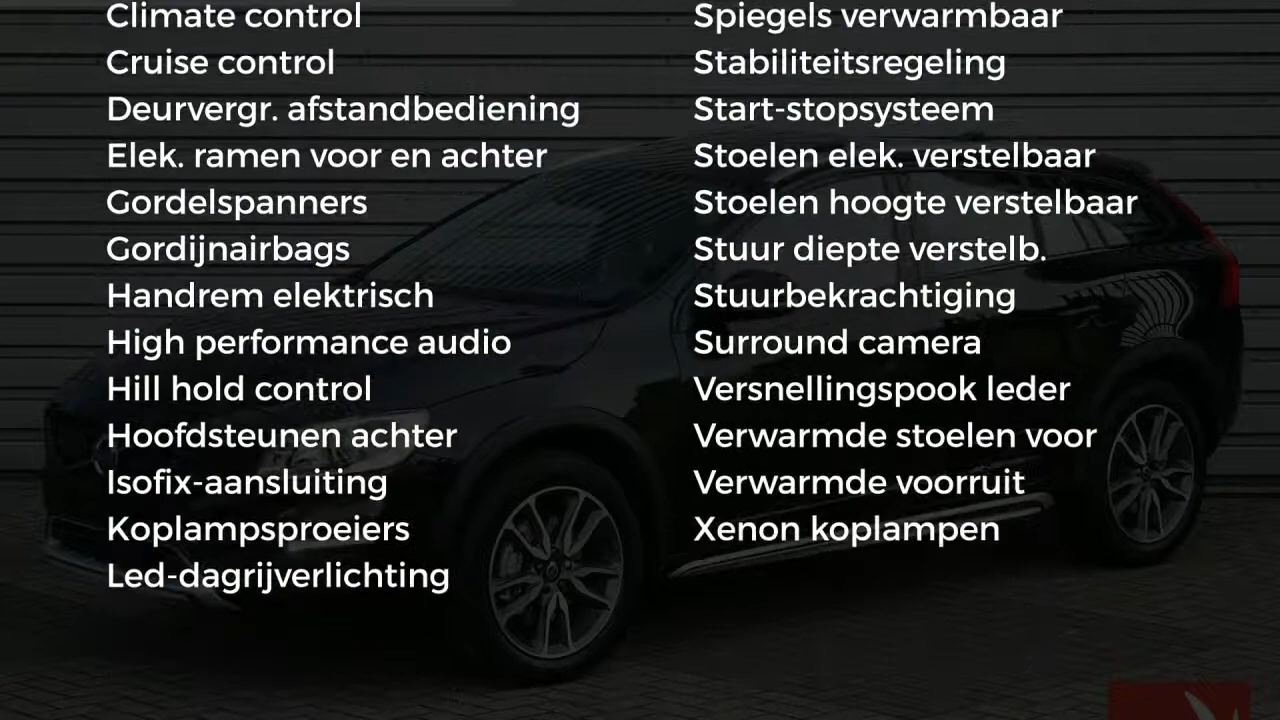 Climate control
Cruise control
Deurvergr. afstandbediening
Elek. ramen voor en achter
Gordelspanners
Gordijnairbags
Handrem elektrisch
High performance audio
Hill hold control
Hoofdsteunen achter
Isofix-aansluiting
Koplampsproeiers
Led-dagrijverlichting
Spiegels verwarmbaar
Stabiliteitsregeling
Start-stopsysteem
Stoelen elek. verstelbaar
Stoelen hoogte verstelbaar
Stuur diepte verstelb.
Stuurbekrachtiging
Surround camera
Versnellingspook leder
Verwarmde stoelen voor
Verwarmde voorruit
Xenon koplampen